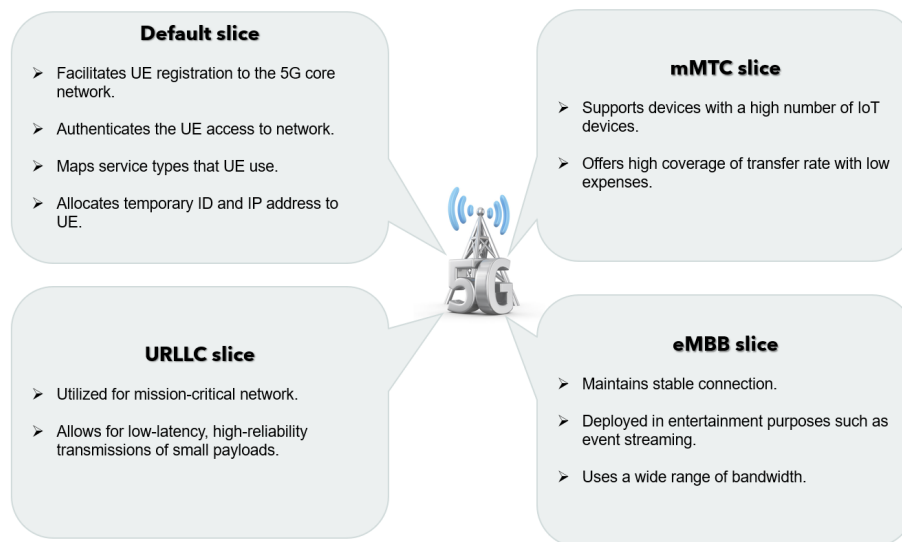 Default slice
➢ Facilitates UE registration to the 5G core
network.
➢ Authenticates the UE access to network.
➢ Maps service types that UE use.
➢ Allocates temporary ID and IP address to
UE.
mMTC slice
➢ Supports devices with a high number of IoT
devices.
➢ Offers high coverage of transfer rate with low
expenses.
5G
URLLC slice
➢ Utilized for mission-critical network.
➢ Allows for low-latency, high-reliability
transmissions of small payloads.
eMBB slice
➢ Maintains stable connection.
➢ Deployed in entertainment purposes such as
event streaming.
➢ Uses a wide range of bandwidth.